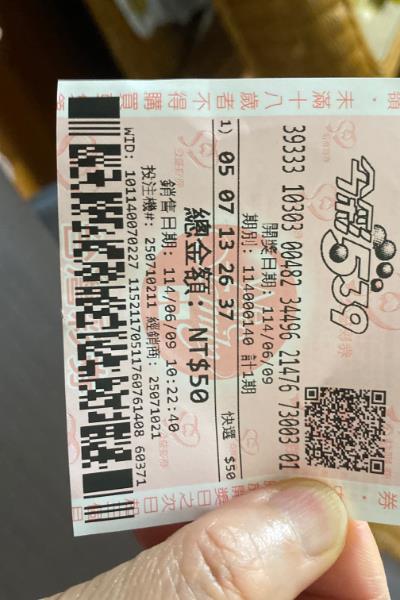 今彩539
39333 10303 00482 34496 21476 73003 01
開獎日期: 114/06/09
期別: 114000140 計1期
1) 05 07 13 26 37 快選 $50
總金額: NT$50
銷售日期: 114/06/09 10:22:40
投注機#: 250710211 經銷商: 25071021
WID: 101140070227 11521170511760761408 60371
未滿十八歲者不得購買